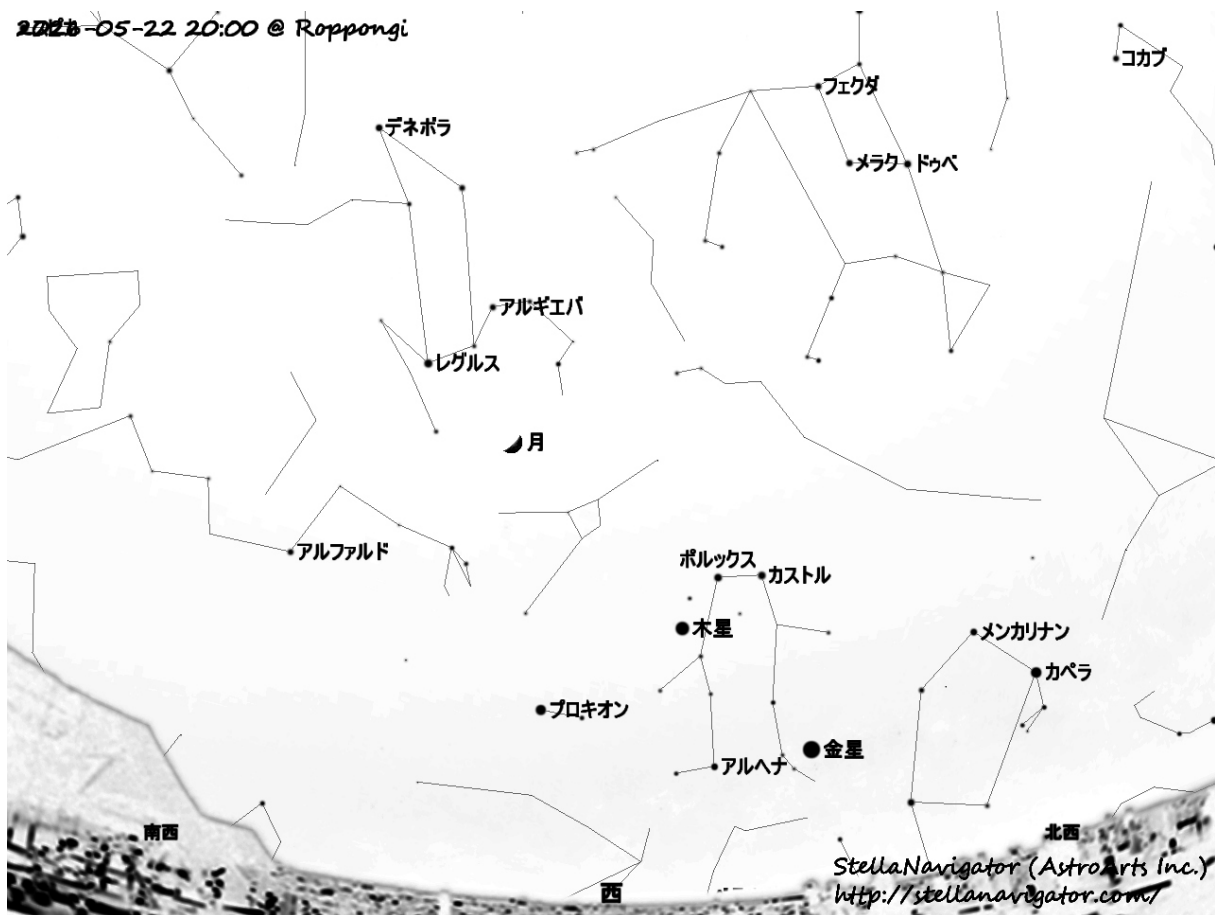 2026-05-22 20:00 @ Roppongi
コカブ
フェクダ
デネボラ
メラク
ドゥベ
アルギエバ
レグルス
月
アルファルド
ポルックス
カストル
木星
メンカリナン
カペラ
プロキオン
金星
アルヘナ
南西
北西
西
StellaNavigator (AstroArts Inc.)
http://stellanavigator.com/